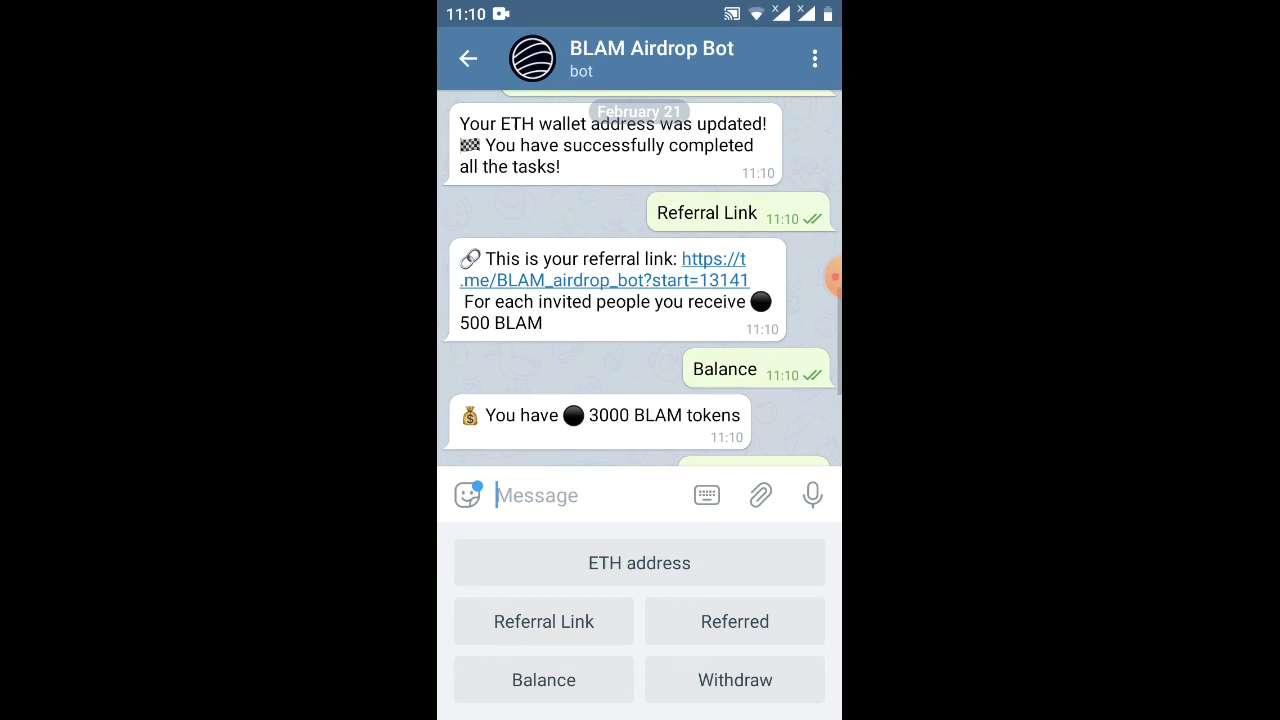 11:10
BLAM Airdrop Bot
bot
February 21
Your ETH wallet address was updated!
🏁 You have successfully completed
all the tasks!
11:10
Referral Link 11:10
🔗 This is your referral link: https://t
.me/BLAM_airdrop_bot?start=13141
For each invited people you receive ⚫
500 BLAM
11:10
Balance 11:10
💰 You have ⚫ 3000 BLAM tokens
11:10
Message
ETH address
Referral Link Referred
Balance Withdraw